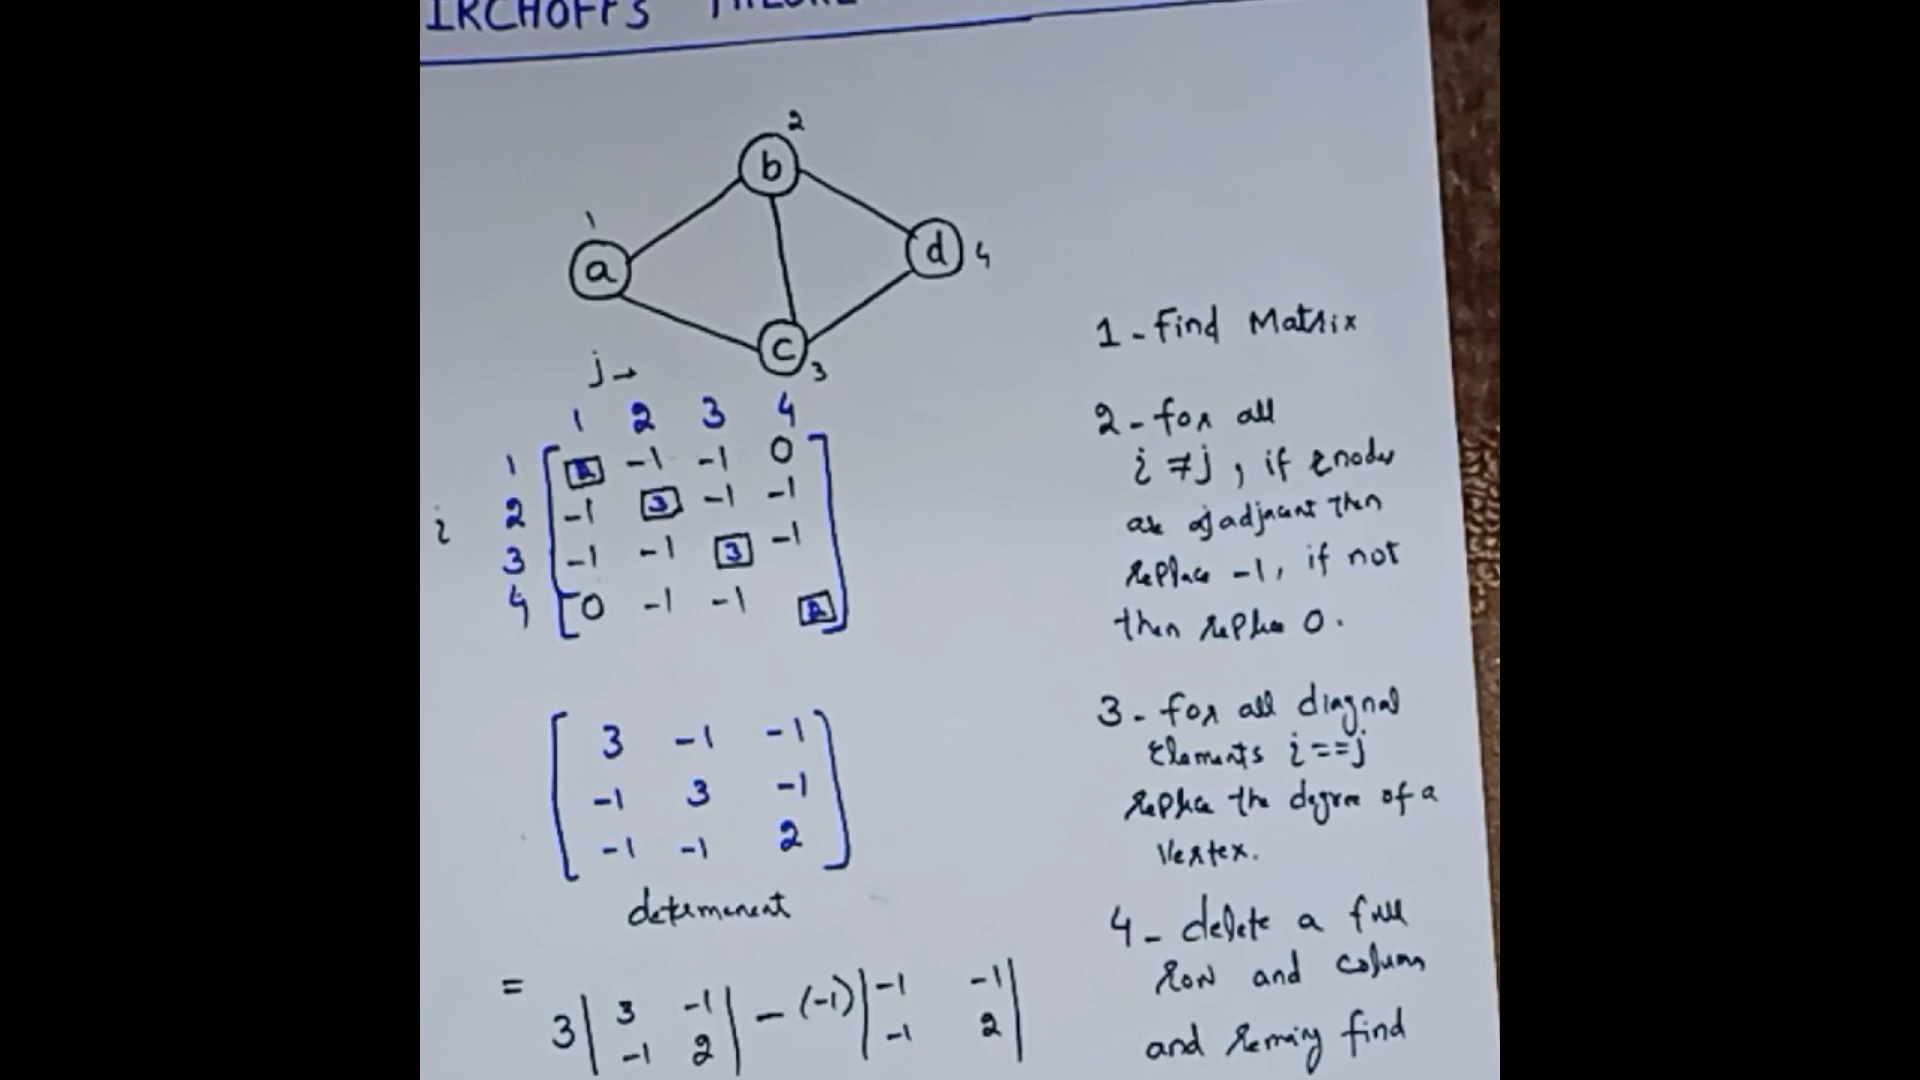 IRCHOFFS THEORE
2
b
1
a
d 4
c
3
j→
1 2 3 4
1 2 -1 -1 0
i 2 -1 3 -1 -1
3 -1 -1 3 -1
4 0 -1 -1 2
3 -1 -1
-1 3 -1
-1 -1 2
determenent
= 3 | 3 -1 | - (-1) | -1 -1 |
-1 2 -1 2
1 - Find Matrix
2 - for all
i ≠ j , if nodes
are adjacent then
replace -1, if not
then replace 0.
3 - for all diagnal
Elements i==j
replace the degree of a
Vertex.
4 - delete a full
row and column
and find